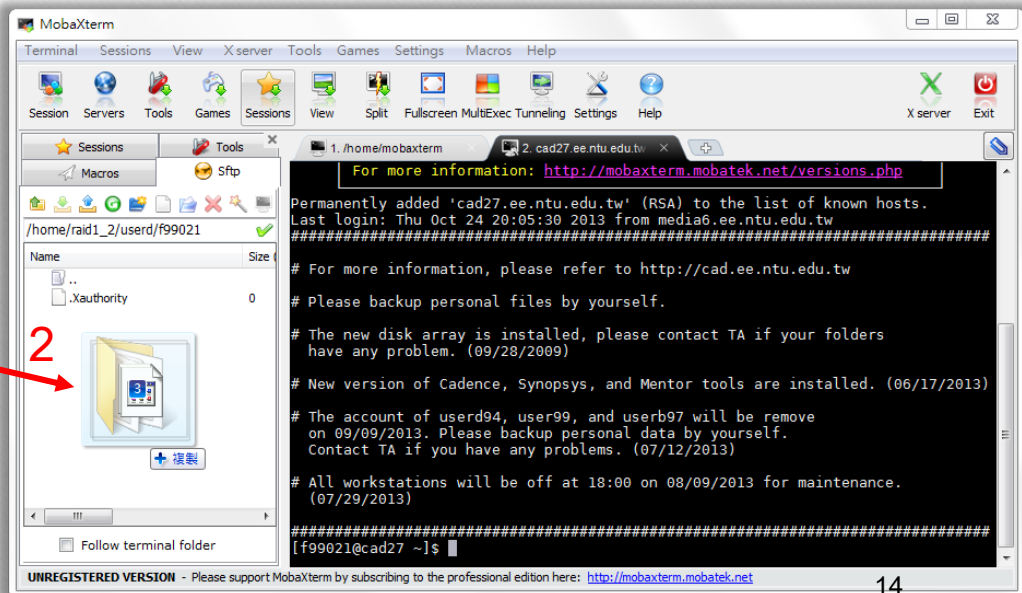 MobaXterm
Terminal Sessions View X server Tools Games Settings Macros Help
Session Servers Tools Games Sessions View Split Fullscreen MultiExec Tunneling Settings Help X server Exit
Sessions Tools
Macros Sftp
/home/raid1_2/userd/f99021
Name Size (
..
.Xauthority 0
2
3
複製
Follow terminal folder
1. /home/mobaxterm 2. cad27.ee.ntu.edu.tw
For more information: http://mobaxterm.mobatek.net/versions.php
Permanently added 'cad27.ee.ntu.edu.tw' (RSA) to the list of known hosts.
Last login: Thu Oct 24 20:05:30 2013 from media6.ee.ntu.edu.tw
################################################################################
# For more information, please refer to http://cad.ee.ntu.edu.tw
# Please backup personal files by yourself.
# The new disk array is installed, please contact TA if your folders
have any problem. (09/28/2009)
# New version of Cadence, Synopsys, and Mentor tools are installed. (06/17/2013)
# The account of userd94, user99, and userb97 will be remove
on 09/09/2013. Please backup personal data by yourself.
Contact TA if you have any problems. (07/12/2013)
# All workstations will be off at 18:00 on 08/09/2013 for maintenance.
(07/29/2013)
################################################################################
[f99021@cad27 ~]$
UNREGISTERED VERSION - Please support MobaXterm by subscribing to the professional edition here: http://mobaxterm.mobatek.net
14